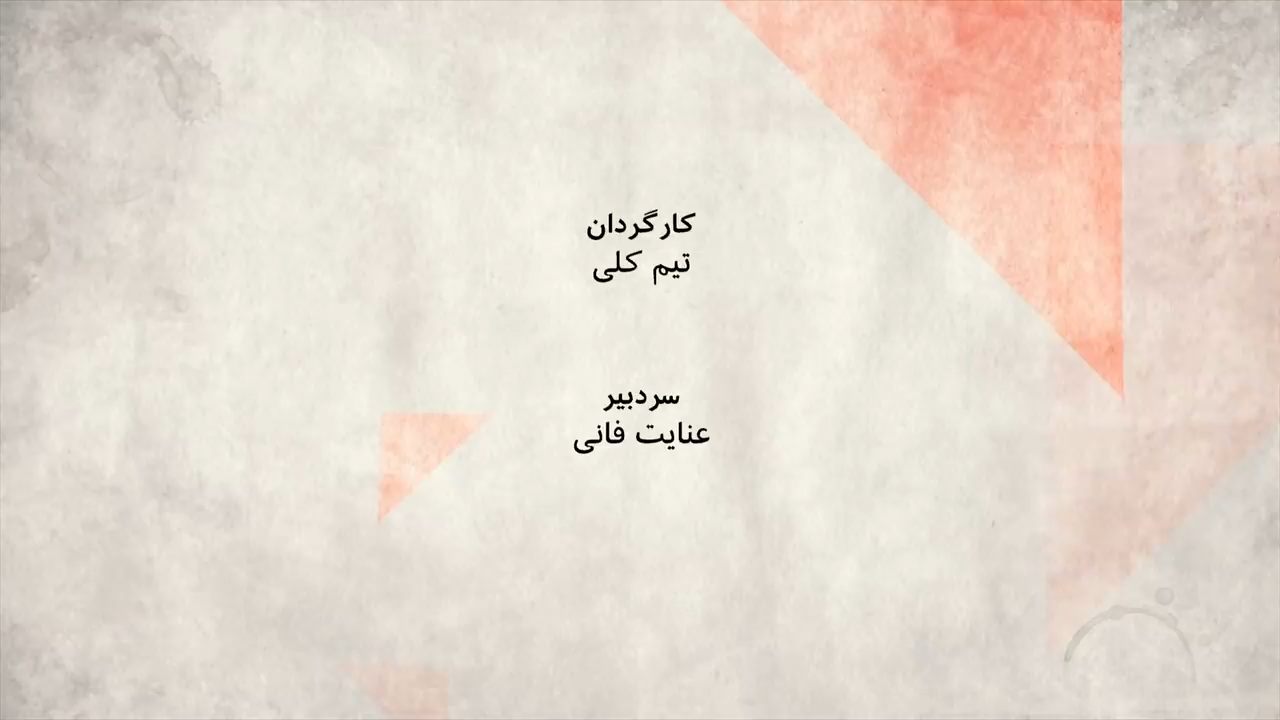 کارگردان
تیم کلی
سردبیر
عنایت فانی